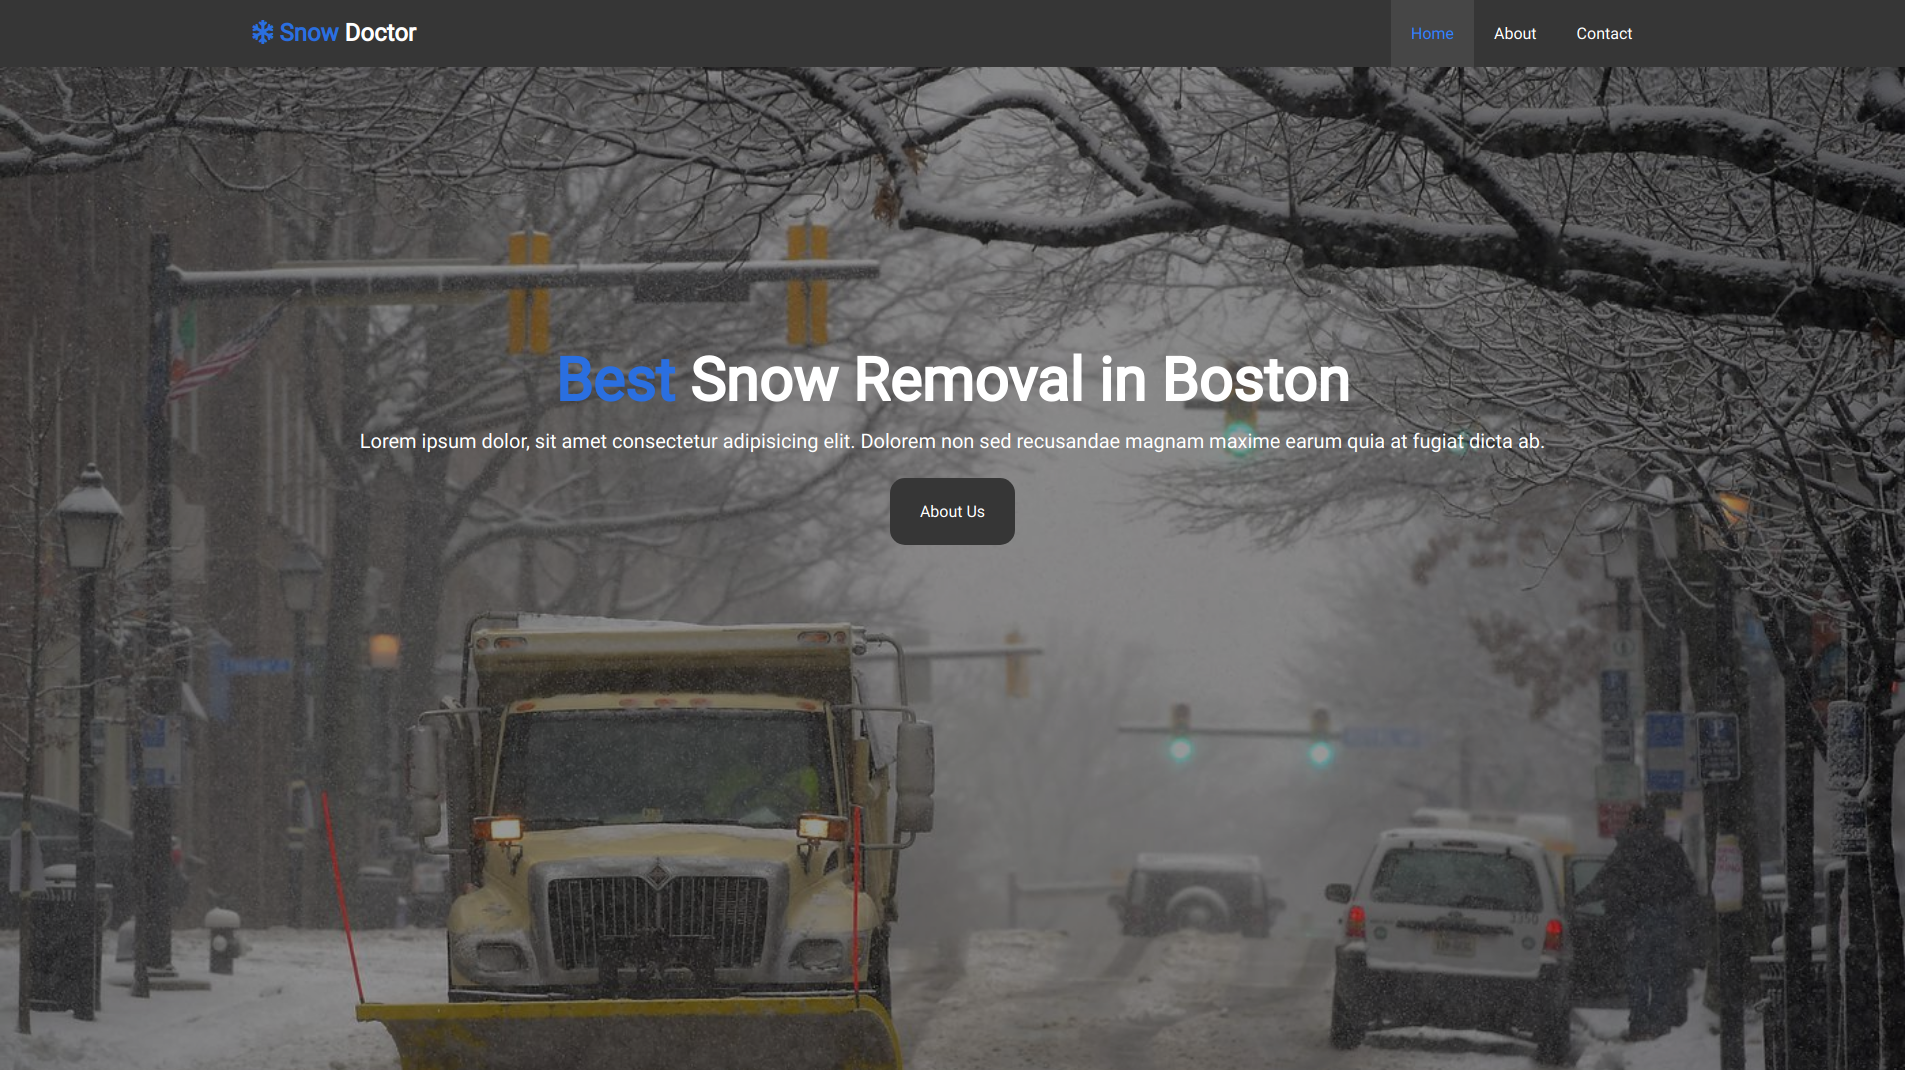 Snow Doctor
Home About Contact
Best Snow Removal in Boston
Lorem ipsum dolor, sit amet consectetur adipisicing elit. Dolorem non sed recusandae magnam maxime earum quia at fugiat dicta ab.
About Us